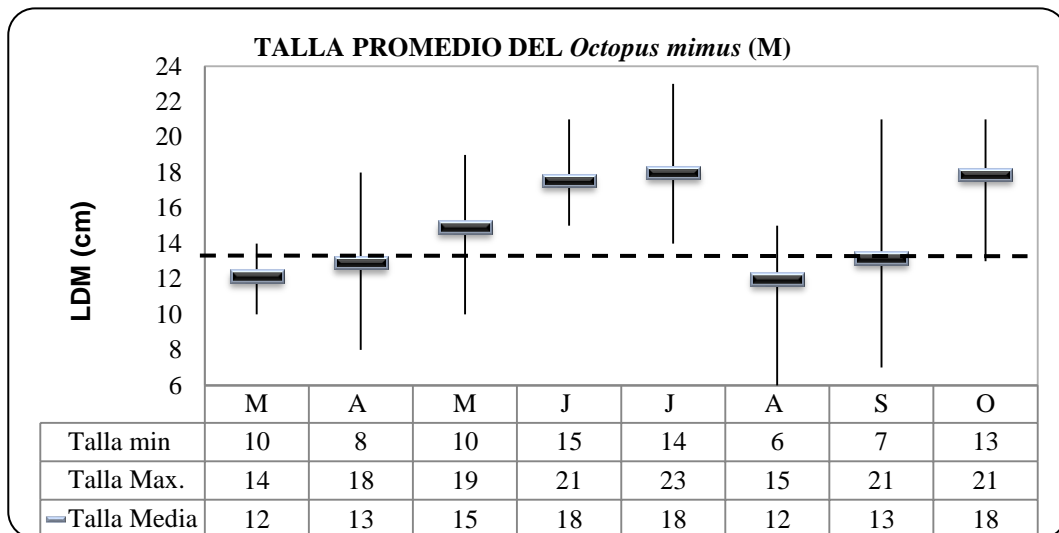 TALLA PROMEDIO DEL Octopus mimus (M)
LDM (cm)
24
22
20
18
16
14
12
10
8
6
M A M J J A S O
Talla min 10 8 10 15 14 6 7 13
Talla Max. 14 18 19 21 23 15 21 21
Talla Media 12 13 15 18 18 12 13 18